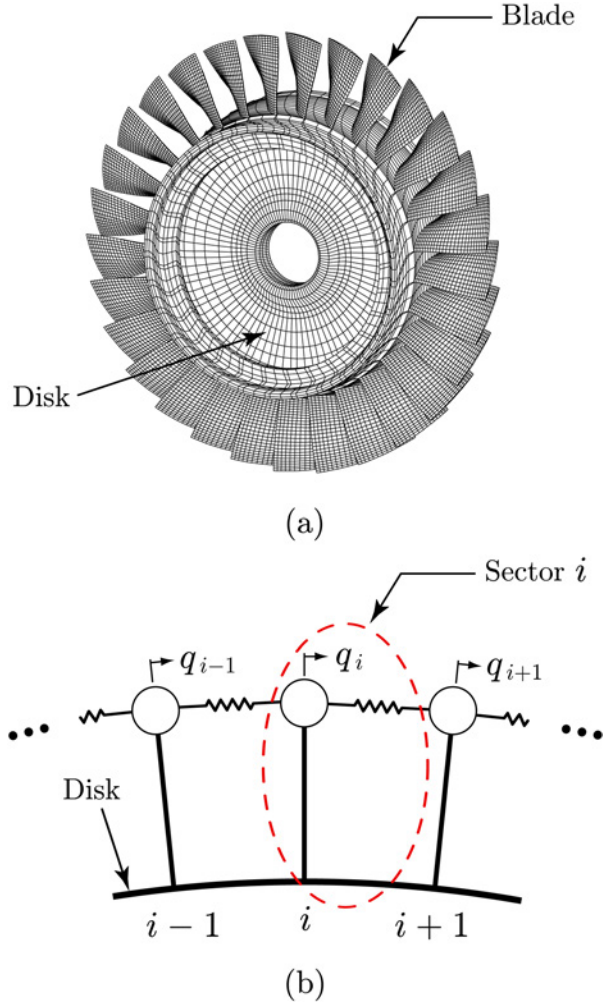 Blade
Disk
(a)
Sector i
q_{i-1} q_i q_{i+1}
Disk
i − 1 i i + 1
(b)